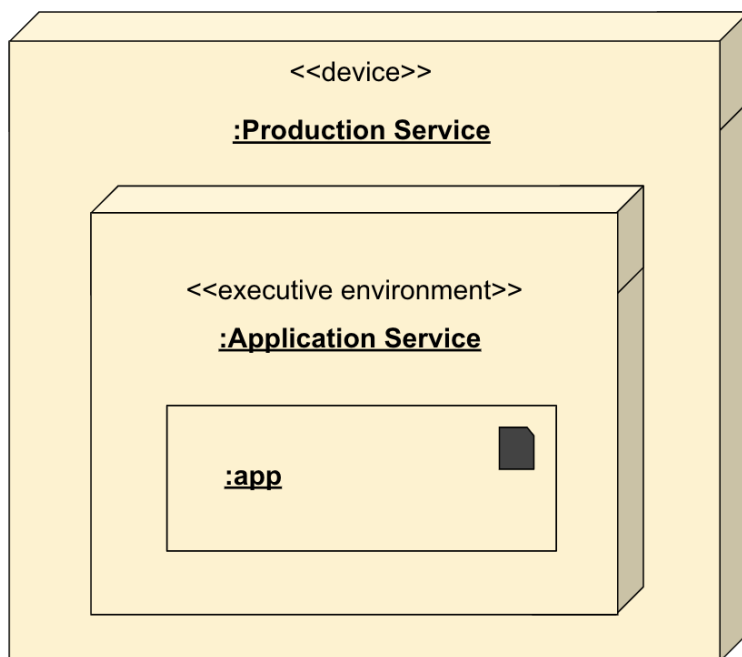 <<device>>
:Production Service
<<executive environment>>
:Application Service
:app